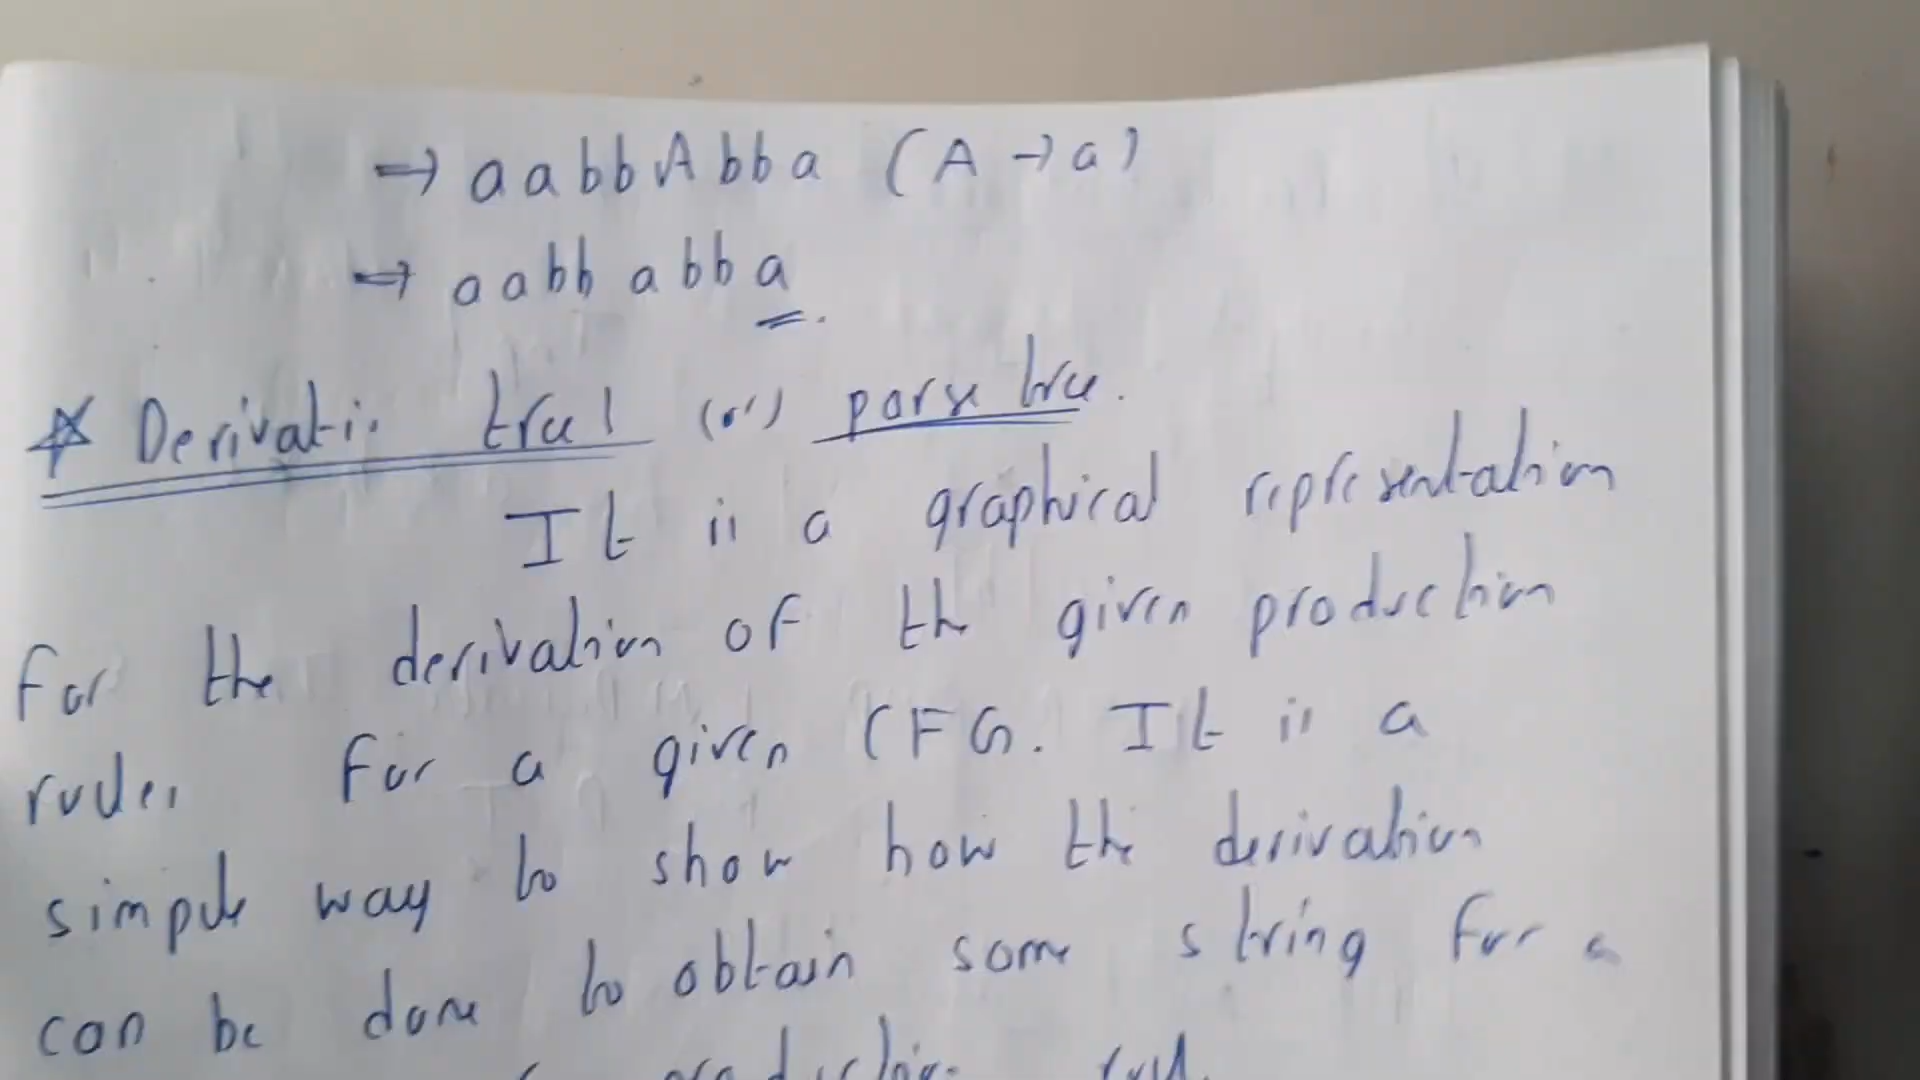 ⇒ aabbAbba (A → a)
⇒ aabbabba
☆ Derivation tree (or) parse tree.
It is a graphical representation
for the derivation of the given production
rules for a given CFG. It is a
simple way to show how the derivation
can be done to obtain some string for a
production rule